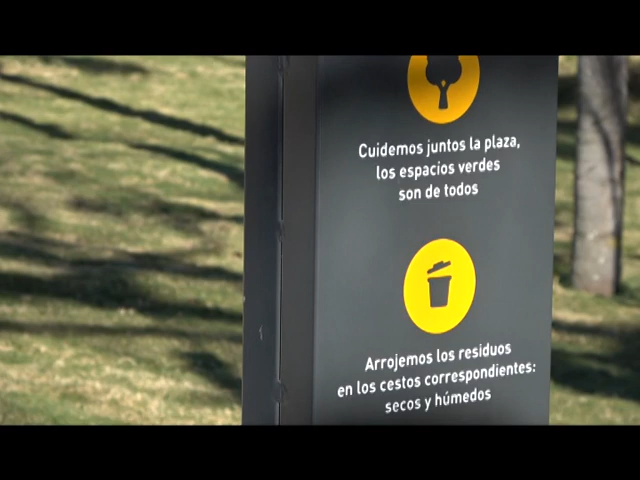 Cuidemos juntos la plaza,
los espacios verdes
son de todos
Arrojemos los residuos
en los cestos correspondientes:
secos y húmedos